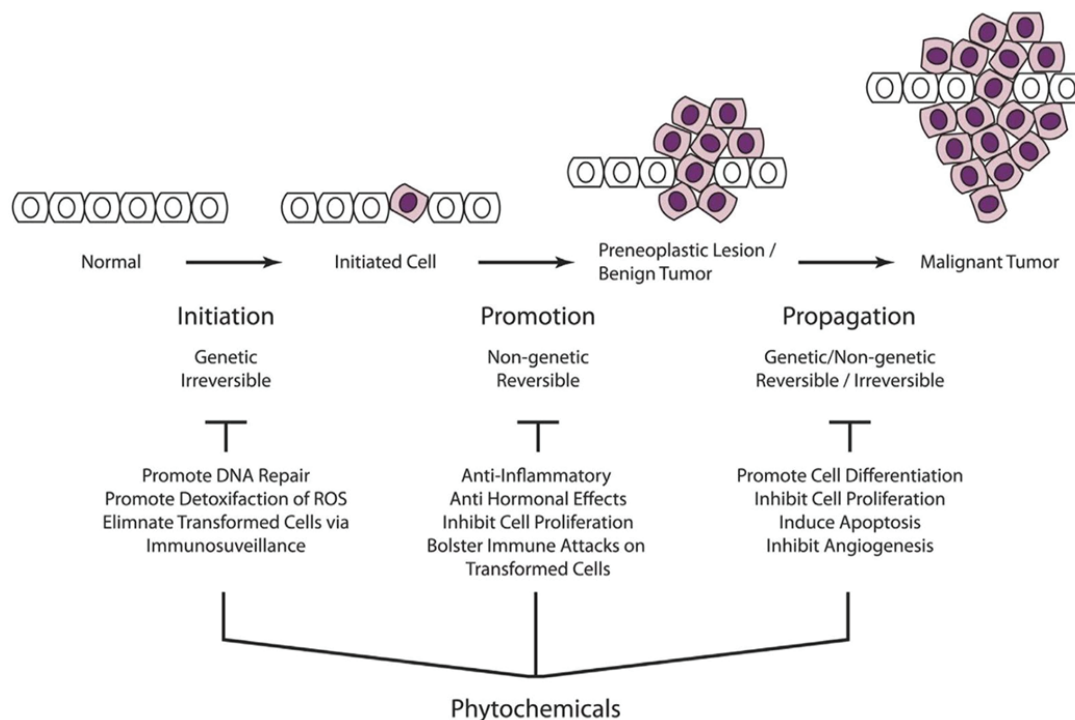 Normal
Initiated Cell
Preneoplastic Lesion /
Benign Tumor
Malignant Tumor
Initiation
Genetic
Irreversible
Promotion
Non-genetic
Reversible
Propagation
Genetic/Non-genetic
Reversible / Irreversible
Promote DNA Repair
Promote Detoxifaction of ROS
Elimnate Transformed Cells via
Immunosuveillance
Anti-Inflammatory
Anti Hormonal Effects
Inhibit Cell Proliferation
Bolster Immune Attacks on
Transformed Cells
Promote Cell Differentiation
Inhibit Cell Proliferation
Induce Apoptosis
Inhibit Angiogenesis
Phytochemicals